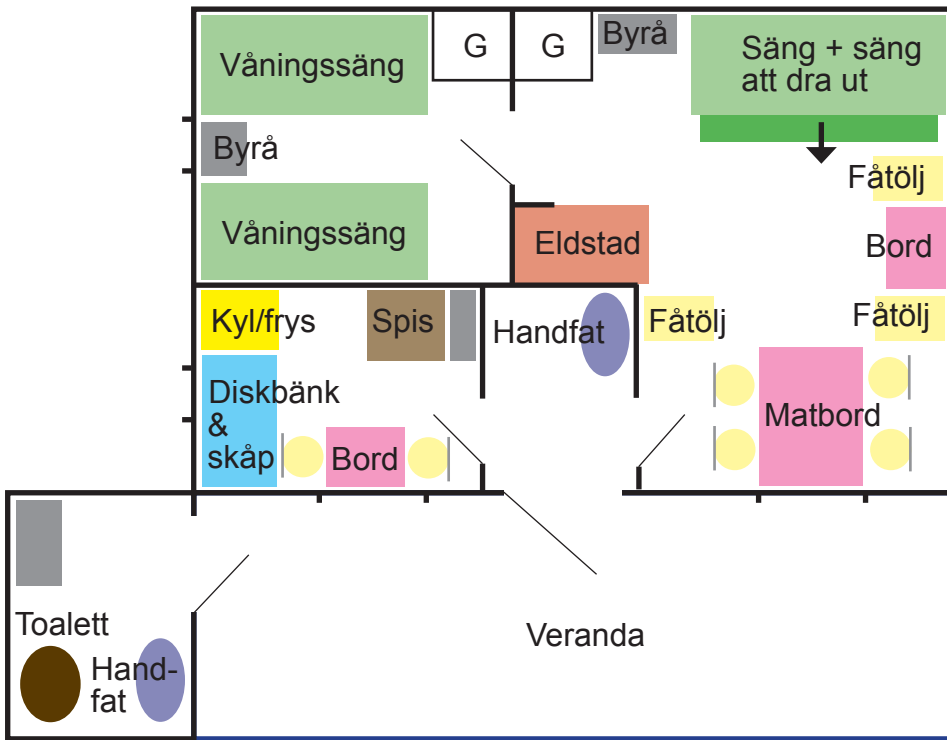 Våningssäng
G
G
Byrå
Säng + säng
att dra ut
Byrå
Fåtölj
Våningssäng
Eldstad
Bord
Kyl/frys
Spis
Handfat
Fåtölj
Fåtölj
Diskbänk
&
skåp
Bord
Matbord
Toalett
Hand-
fat
Veranda